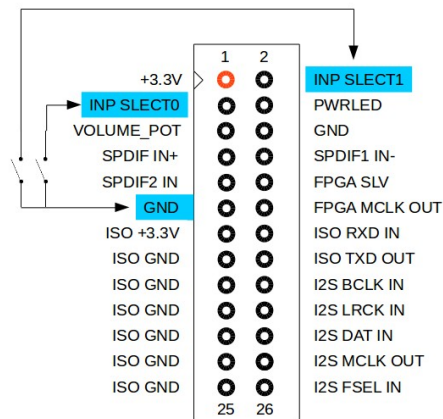 1 2
+3.3V INP SLECT1
INP SLECT0 PWRLED
VOLUME_POT GND
SPDIF IN+ SPDIF1 IN-
SPDIF2 IN FPGA SLV
GND FPGA MCLK OUT
ISO +3.3V ISO RXD IN
ISO GND ISO TXD OUT
ISO GND I2S BCLK IN
ISO GND I2S LRCK IN
ISO GND I2S DAT IN
ISO GND I2S MCLK OUT
ISO GND I2S FSEL IN
25 26